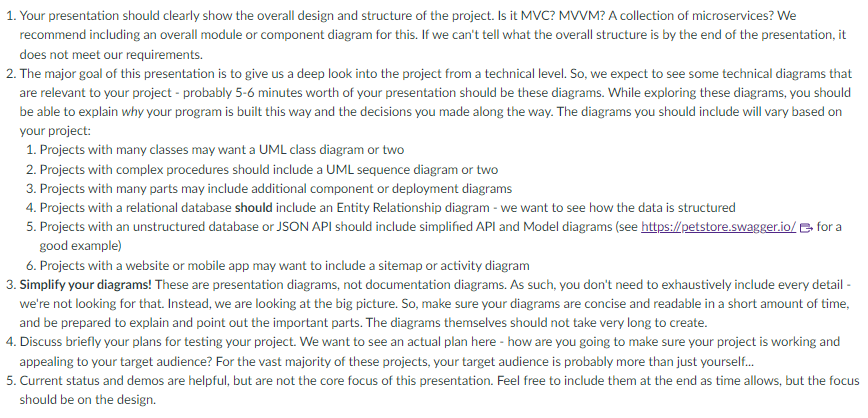 1. Your presentation should clearly show the overall design and structure of the project. Is it MVC? MVVM? A collection of microservices? We
recommend including an overall module or component diagram for this. If we can't tell what the overall structure is by the end of the presentation, it
does not meet our requirements.
2. The major goal of this presentation is to give us a deep look into the project from a technical level. So, we expect to see some technical diagrams that
are relevant to your project - probably 5-6 minutes worth of your presentation should be these diagrams. While exploring these diagrams, you should
be able to explain why your program is built this way and the decisions you made along the way. The diagrams you should include will vary based on
your project:
1. Projects with many classes may want a UML class diagram or two
2. Projects with complex procedures should include a UML sequence diagram or two
3. Projects with many parts may include additional component or deployment diagrams
4. Projects with a relational database should include an Entity Relationship diagram - we want to see how the data is structured
5. Projects with an unstructured database or JSON API should include simplified API and Model diagrams (see https://petstore.swagger.io/ for a
good example)
6. Projects with a website or mobile app may want to include a sitemap or activity diagram
3. Simplify your diagrams! These are presentation diagrams, not documentation diagrams. As such, you don't need to exhaustively include every detail -
we're not looking for that. Instead, we are looking at the big picture. So, make sure your diagrams are concise and readable in a short amount of time,
and be prepared to explain and point out the important parts. The diagrams themselves should not take very long to create.
4. Discuss briefly your plans for testing your project. We want to see an actual plan here - how are you going to make sure your project is working and
appealing to your target audience? For the vast majority of these projects, your target audience is probably more than just yourself...
5. Current status and demos are helpful, but are not the core focus of this presentation. Feel free to include them at the end as time allows, but the focus
should be on the design.